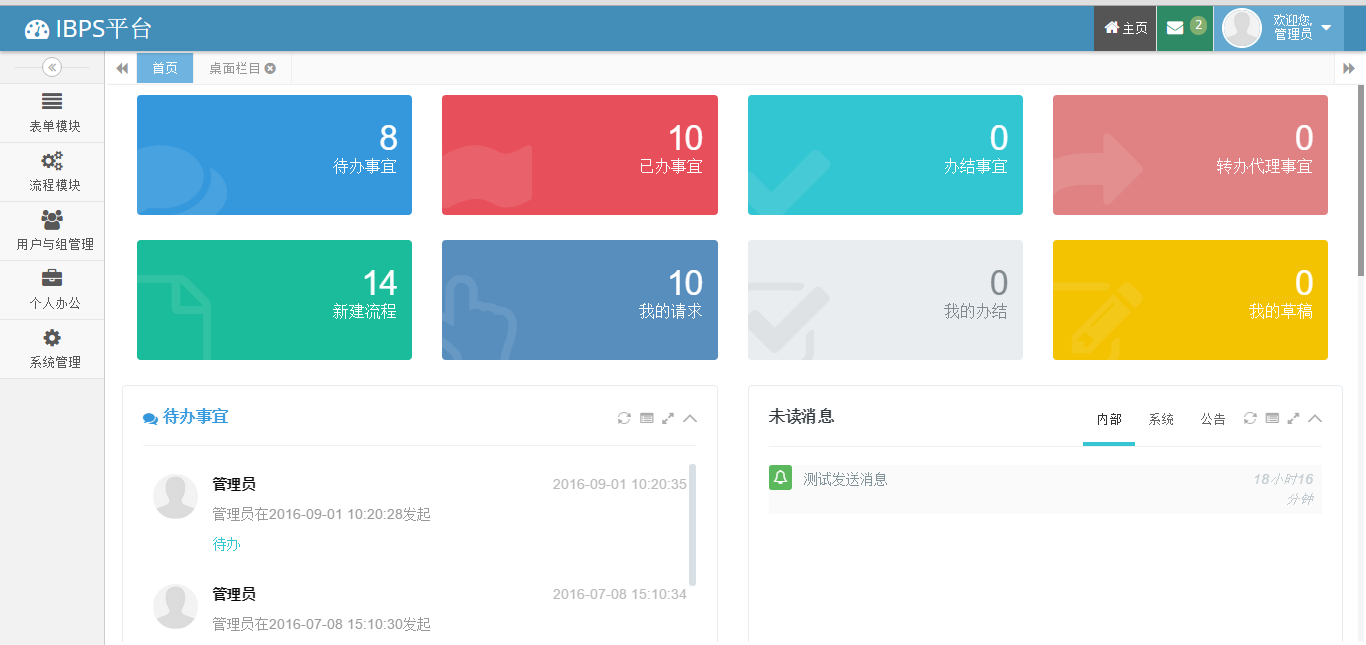 IBPS平台
主页
2
欢迎您,
管理员
首页
桌面栏目
表单模块
流程模块
用户与组管理
个人办公
系统管理
8
待办事宜
10
已办事宜
0
办结事宜
0
转办代理事宜
14
新建流程
10
我的请求
0
我的办结
0
我的草稿
待办事宜
管理员
2016-09-01 10:20:35
管理员在2016-09-01 10:20:28发起
待办
管理员
2016-07-08 15:10:34
管理员在2016-07-08 15:10:30发起
未读消息
内部
系统
公告
测试发送消息
18小时16
分钟